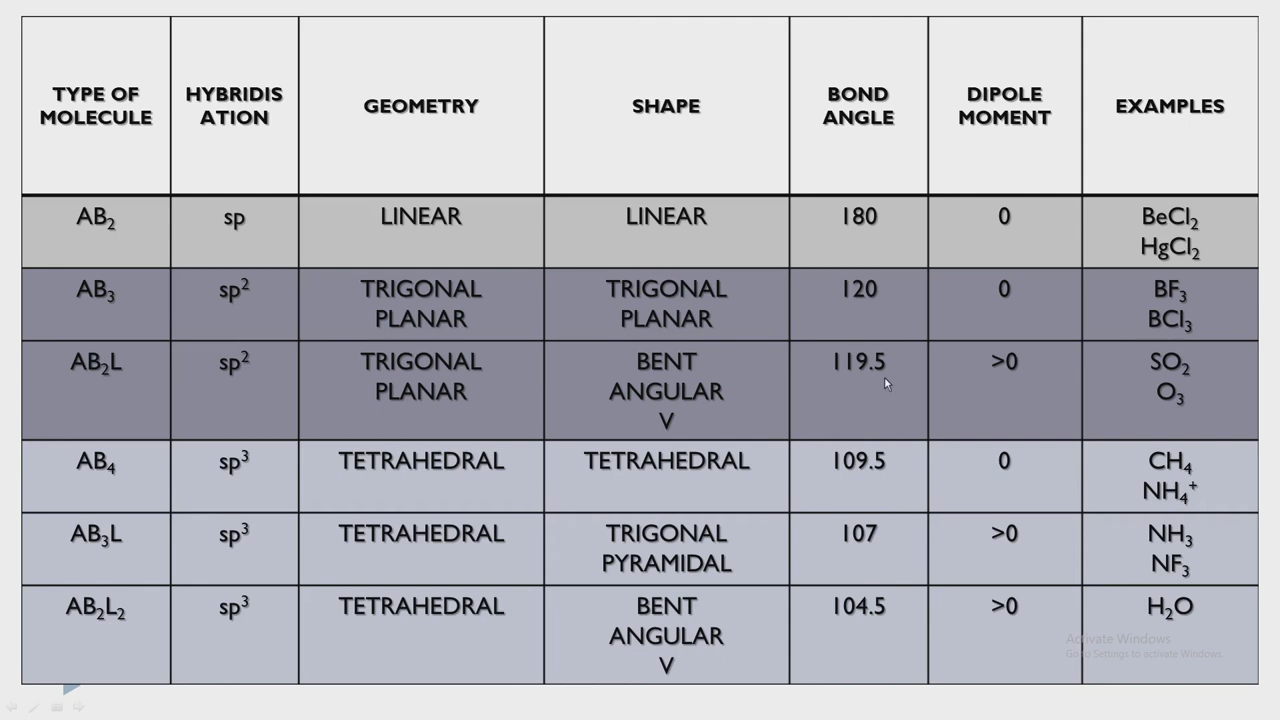 TYPE OF MOLECULE | HYBRIDISATION | GEOMETRY | SHAPE | BOND ANGLE | DIPOLE MOMENT | EXAMPLES
AB₂ | sp | LINEAR | LINEAR | 180 | 0 | BeCl₂ HgCl₂
AB₃ | sp² | TRIGONAL PLANAR | TRIGONAL PLANAR | 120 | 0 | BF₃ BCl₃
AB₂L | sp² | TRIGONAL PLANAR | BENT ANGULAR V | 119.5 | >0 | SO₂ O₃
AB₄ | sp³ | TETRAHEDRAL | TETRAHEDRAL | 109.5 | 0 | CH₄ NH₄⁺
AB₃L | sp³ | TETRAHEDRAL | TRIGONAL PYRAMIDAL | 107 | >0 | NH₃ NF₃
AB₂L₂ | sp³ | TETRAHEDRAL | BENT ANGULAR V | 104.5 | >0 | H₂O
Activate Windows
Go to Settings to activate Windows.